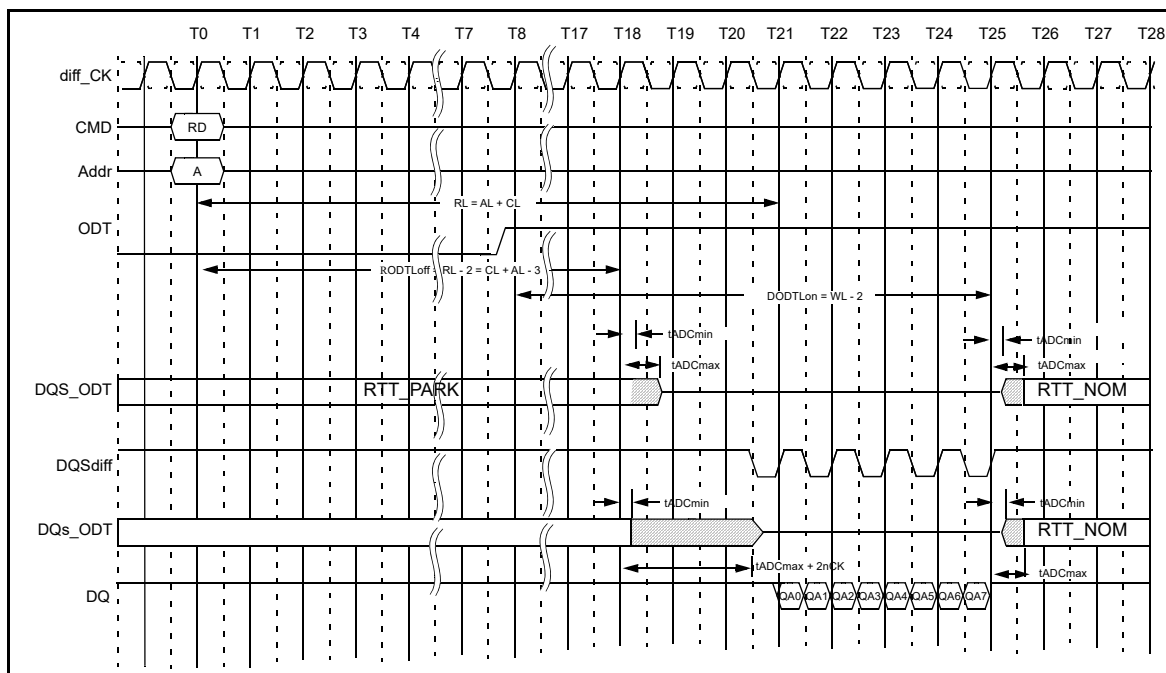 T0 T1 T2 T3 T4 T7 T8 T17 T18 T19 T20 T21 T22 T23 T24 T25 T26 T27 T28
diff_CK
CMD RD
Addr A
RL = AL + CL
ODT
RODTLoff = RL - 2 = CL + AL - 3
DODTLon = WL - 2
tADCmin tADCmin
tADCmax tADCmax
DQS_ODT RTT_PARK RTT_NOM
DQSdiff
tADCmin tADCmin
DQs_ODT RTT_NOM
tADCmax + 2nCK tADCmax
DQ QA0 QA1 QA2 QA3 QA4 QA5 QA6 QA7